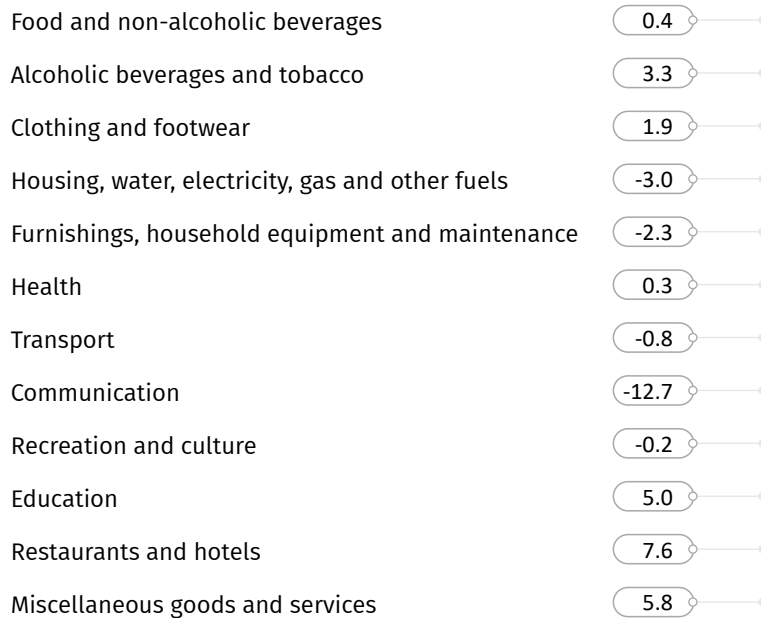 Food and non-alcoholic beverages 0.4
Alcoholic beverages and tobacco 3.3
Clothing and footwear 1.9
Housing, water, electricity, gas and other fuels -3.0
Furnishings, household equipment and maintenance -2.3
Health 0.3
Transport -0.8
Communication -12.7
Recreation and culture -0.2
Education 5.0
Restaurants and hotels 7.6
Miscellaneous goods and services 5.8